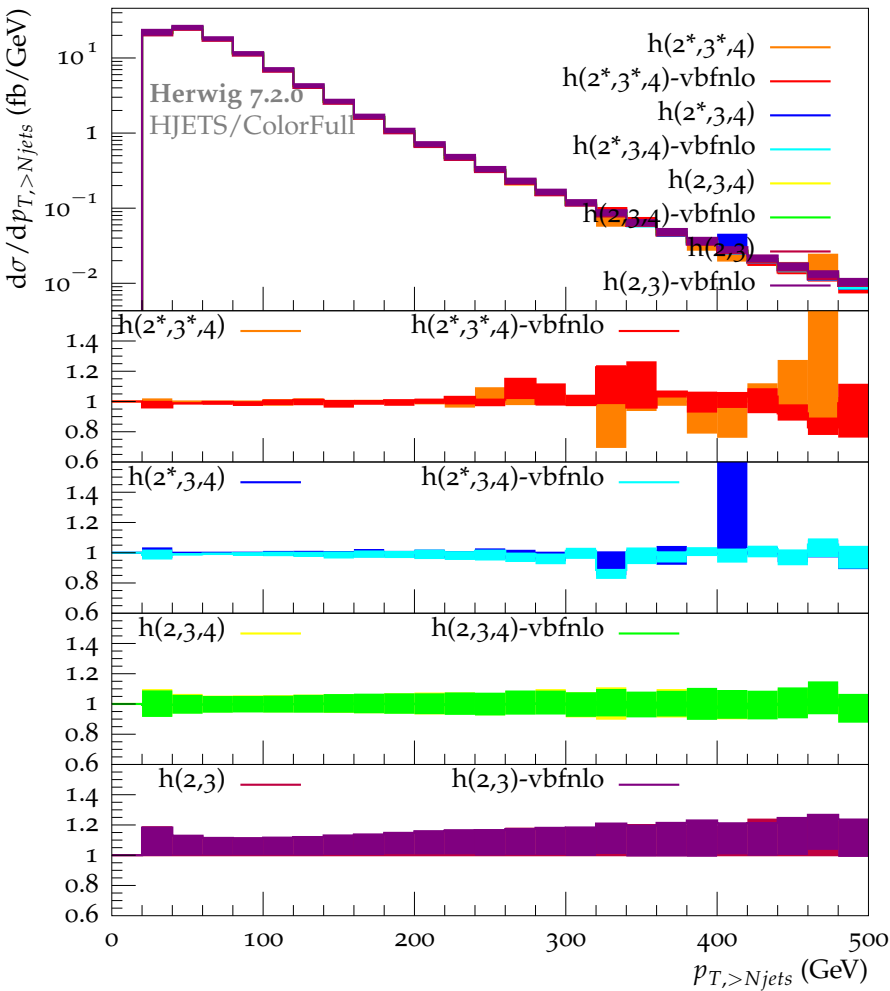 dσ/dp_{T,>Njets} (fb/GeV)
10^1
1
10^{-1}
10^{-2}
Herwig 7.2.0
HJETS/ColorFull
h(2*,3*,4)
h(2*,3*,4)-vbfnlo
h(2*,3,4)
h(2*,3,4)-vbfnlo
h(2,3,4)
h(2,3,4)-vbfnlo
h(2,3)
h(2,3)-vbfnlo
h(2*,3*,4) h(2*,3*,4)-vbfnlo
1.4
1.2
1
0.8
0.6
h(2*,3,4) h(2*,3,4)-vbfnlo
1.4
1.2
1
0.8
0.6
h(2,3,4) h(2,3,4)-vbfnlo
1.4
1.2
1
0.8
0.6
h(2,3) h(2,3)-vbfnlo
1.4
1.2
1
0.8
0.6
0 100 200 300 400 500
p_{T,>Njets} (GeV)